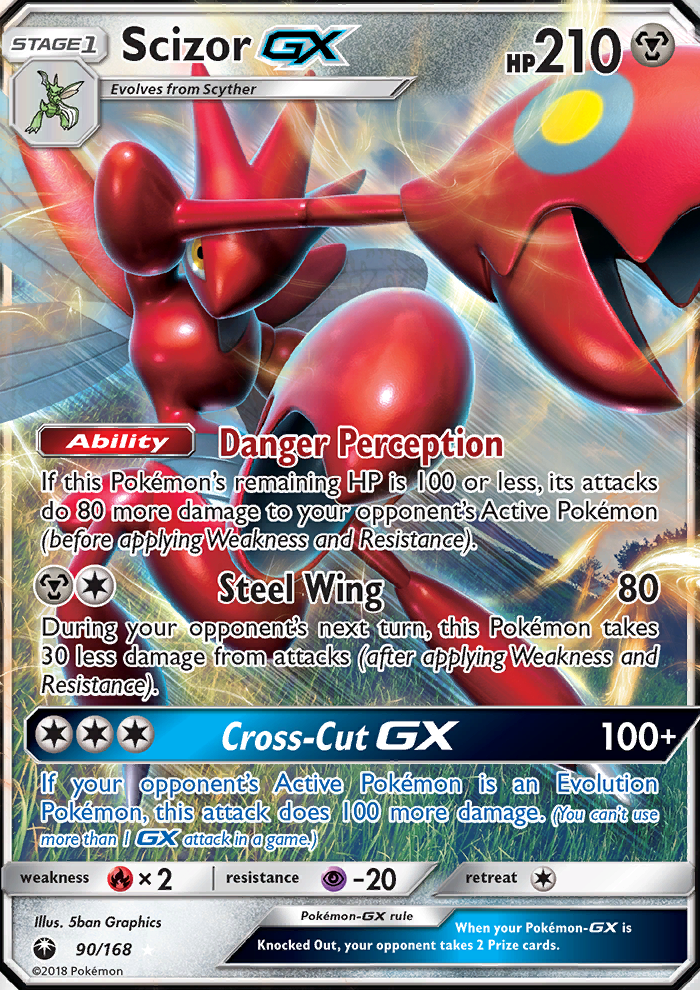 STAGE 1 Scizor GX HP 210
Evolves from Scyther
Ability Danger Perception
If this Pokémon's remaining HP is 100 or less, its attacks
do 80 more damage to your opponent's Active Pokémon
(before applying Weakness and Resistance).
Steel Wing 80
During your opponent's next turn, this Pokémon takes
30 less damage from attacks (after applying Weakness and
Resistance).
Cross-Cut GX 100+
If your opponent's Active Pokémon is an Evolution
Pokémon, this attack does 100 more damage. (You can't use
more than 1 GX attack in a game.)
weakness × 2 resistance -20 retreat
Illus. 5ban Graphics
90/168
©2018 Pokémon
Pokémon-GX rule
When your Pokémon-GX is
Knocked Out, your opponent takes 2 Prize cards.